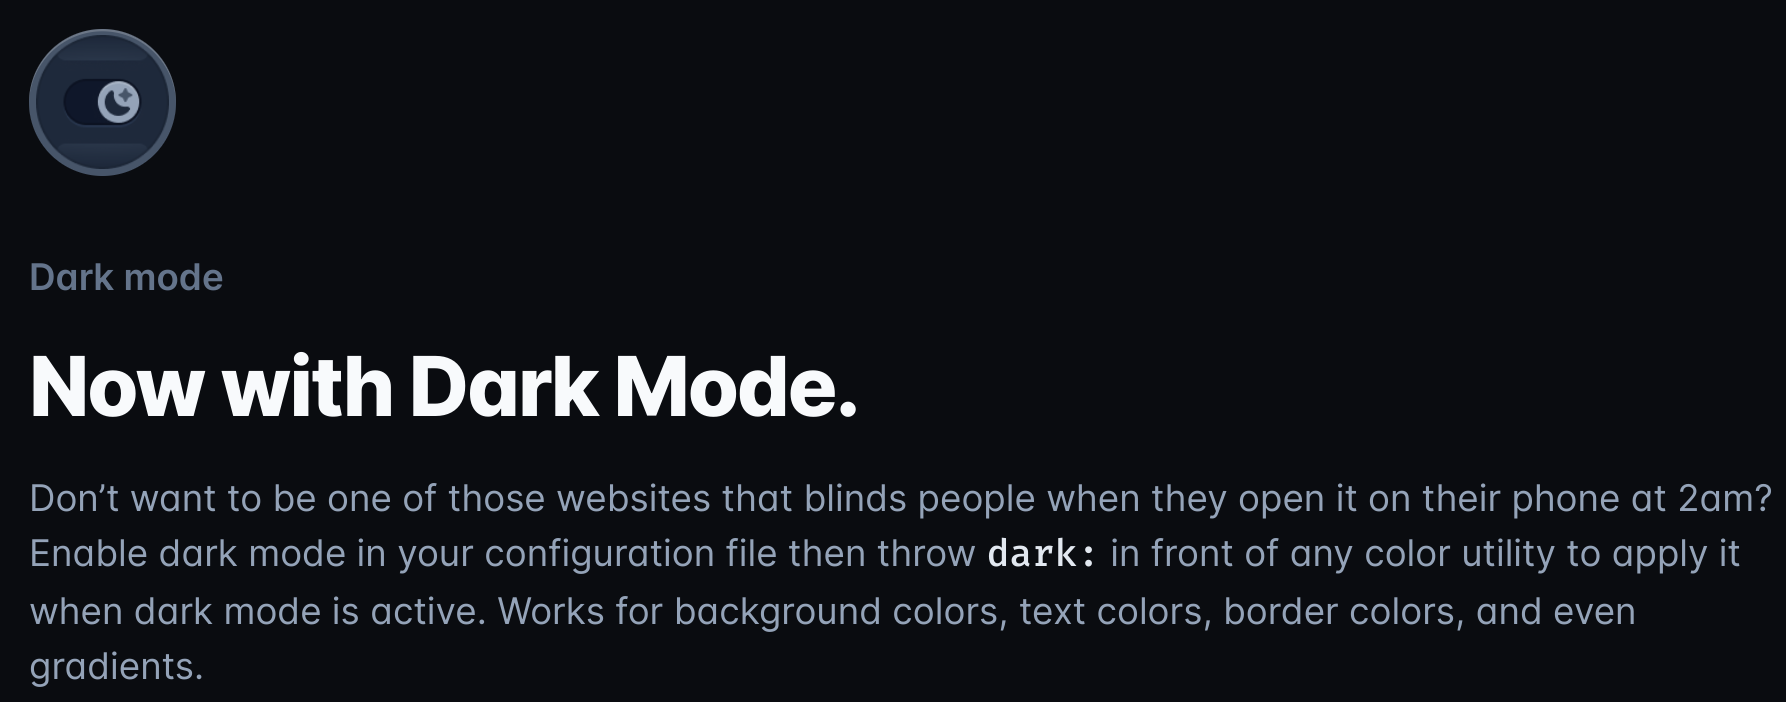 Dark mode
Now with Dark Mode.
Don’t want to be one of those websites that blinds people when they open it on their phone at 2am?
Enable dark mode in your configuration file then throw dark: in front of any color utility to apply it
when dark mode is active. Works for background colors, text colors, border colors, and even
gradients.